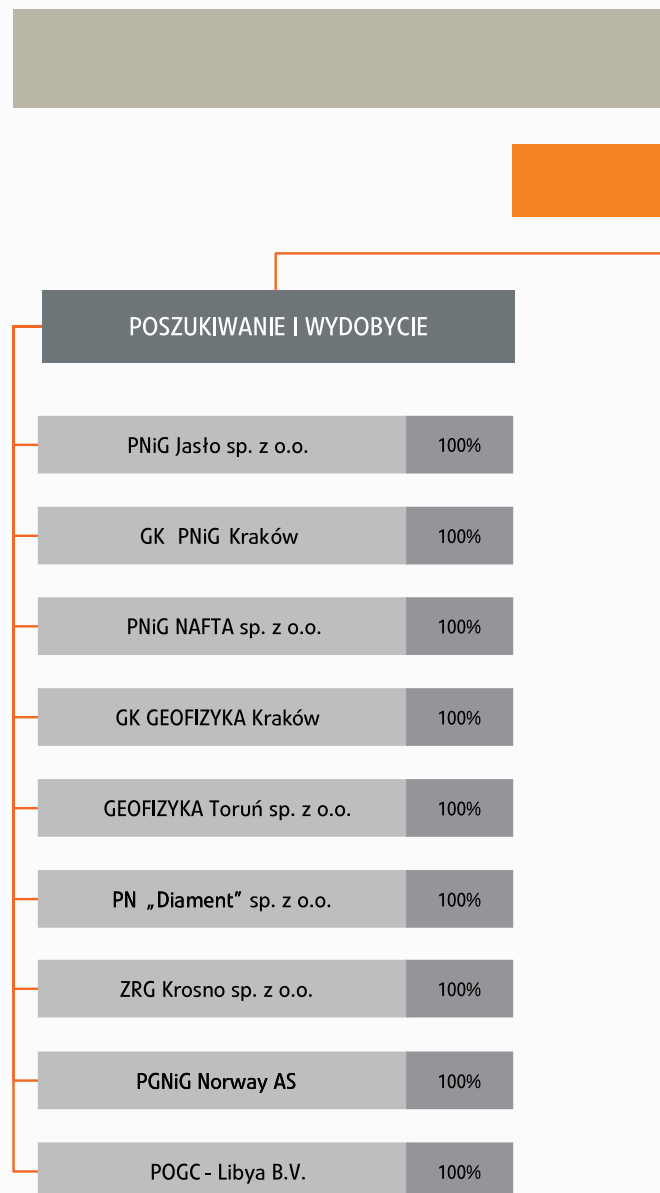 POSZUKIWANIE I WYDOBYCIE
PNiG Jasło sp. z o.o. 100%
GK PNiG Kraków 100%
PNiG NAFTA sp. z o.o. 100%
GK GEOFIZYKA Kraków 100%
GEOFIZYKA Toruń sp. z o.o. 100%
PN „Diament” sp. z o.o. 100%
ZRG Krosno sp. z o.o. 100%
PGNiG Norway AS 100%
POGC - Libya B.V. 100%